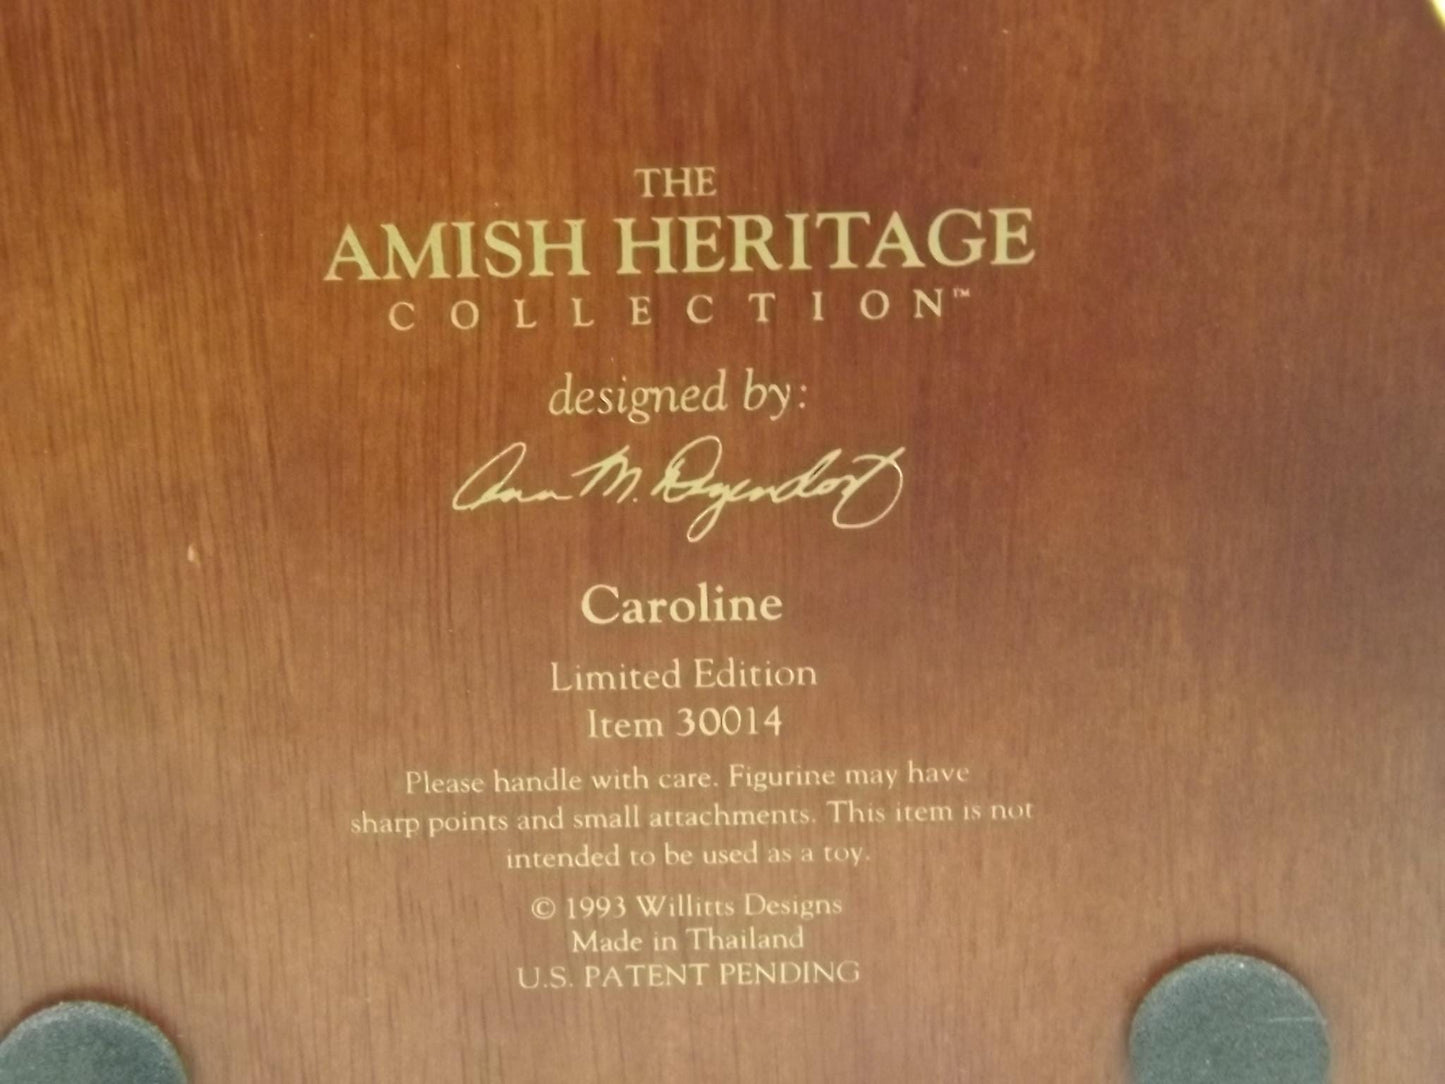 THE
AMISH HERITAGE
COLLECTION™
designed by:
Ann M. Dezendorf
Caroline
Limited Edition
Item 30014
Please handle with care. Figurine may have
sharp points and small attachments. This item is not
intended to be used as a toy.
© 1993 Willitts Designs
Made in Thailand
U.S. PATENT PENDING